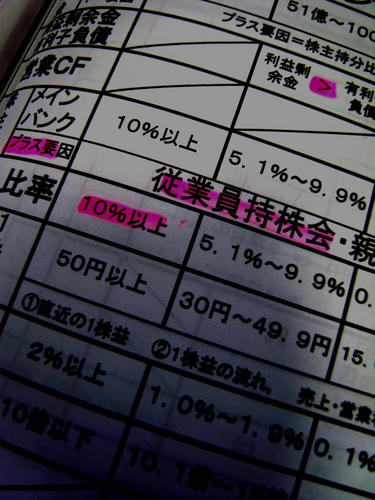 51億～100
余金
プラス要因＝株主持分比
有利子負債
営業CF
利益剰 ＞ 有利
余金 負債
メイン
バンク
10％以上
5. 1％～9. 9％
プラス要因
従業員持株会・親
比率
10％以上
5. 1％～9. 9％
0.
50円以上
30円～49. 9円
15.
①直近の1株益 ②1株益の流れ, 売上・営業
2％以上
1. 0％～1. 9％
0. 1％
10倍以下
10. 1倍～15